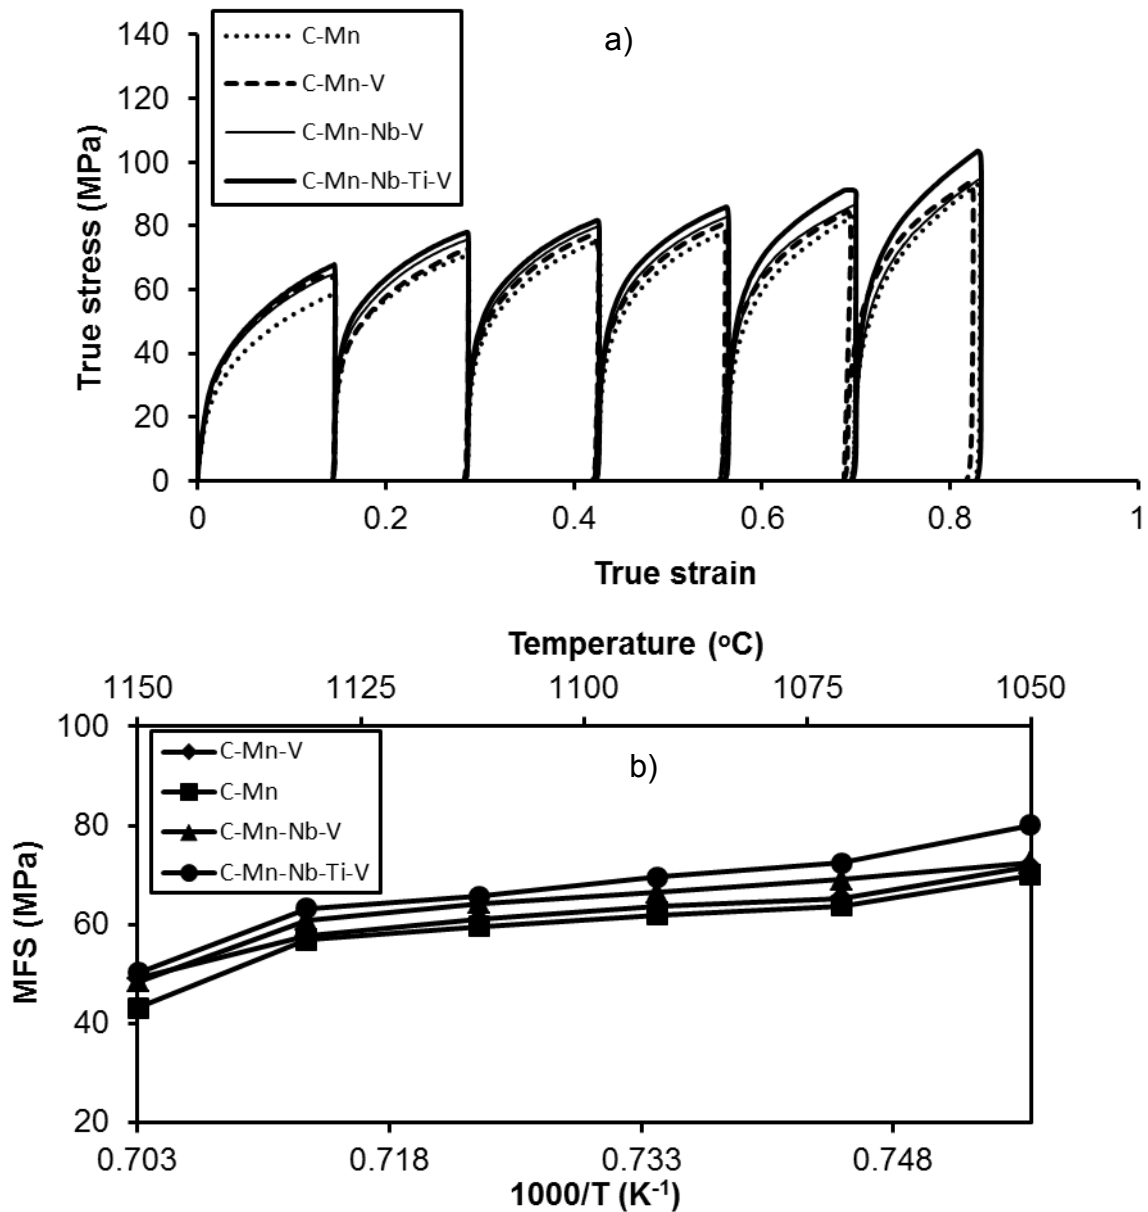 a)
C-Mn
C-Mn-V
C-Mn-Nb-V
C-Mn-Nb-Ti-V
True stress (MPa)
140
120
100
80
60
40
20
0
0 0.2 0.4 0.6 0.8 1
True strain
Temperature (ºC)
1150 1125 1100 1075 1050
b)
C-Mn-V
C-Mn
C-Mn-Nb-V
C-Mn-Nb-Ti-V
MFS (MPa)
100
80
60
40
20
0.703 0.718 0.733 0.748
1000/T (K⁻¹)